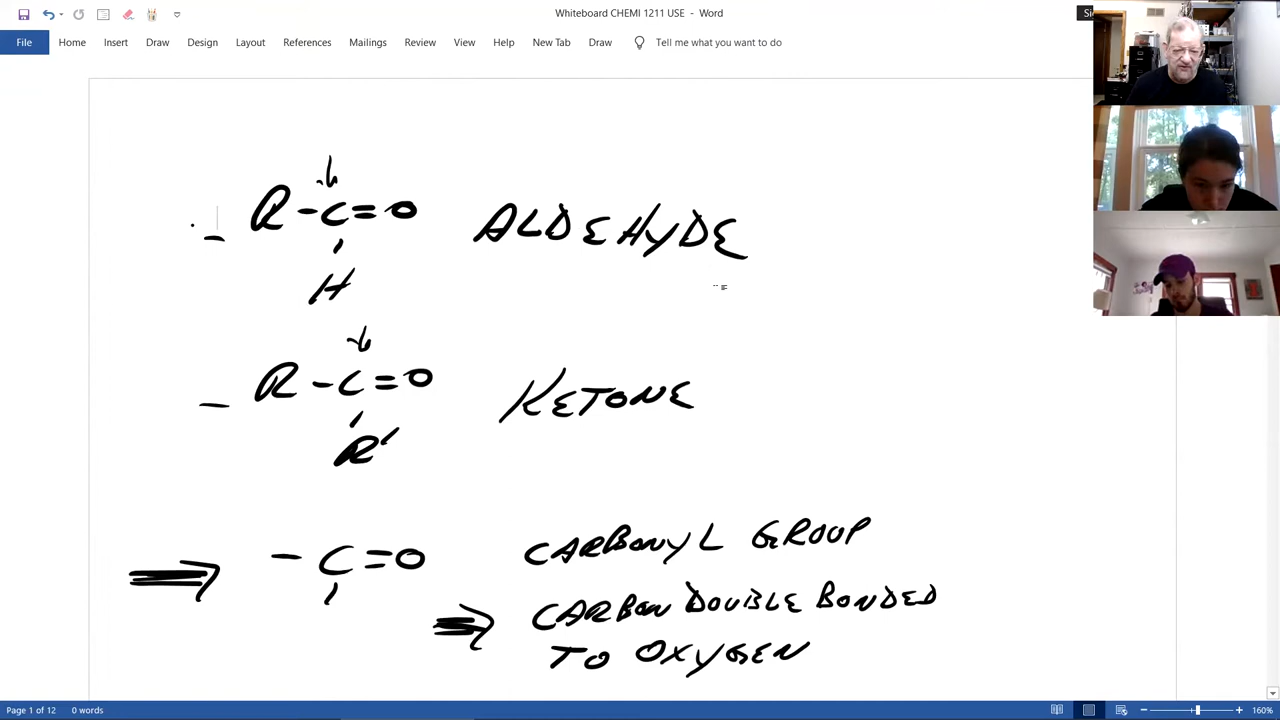 Whiteboard CHEMI 1211 USE - Word
File Home Insert Draw Design Layout References Mailings Review View Help New Tab Draw Tell me what you want to do
R-C=O ALDEHYDE
H
R-C=O KETONE
R'
-C=O CARBONYL GROUP
CARBON DOUBLE BONDED
TO OXYGEN
Page 1 of 12 0 words 160%